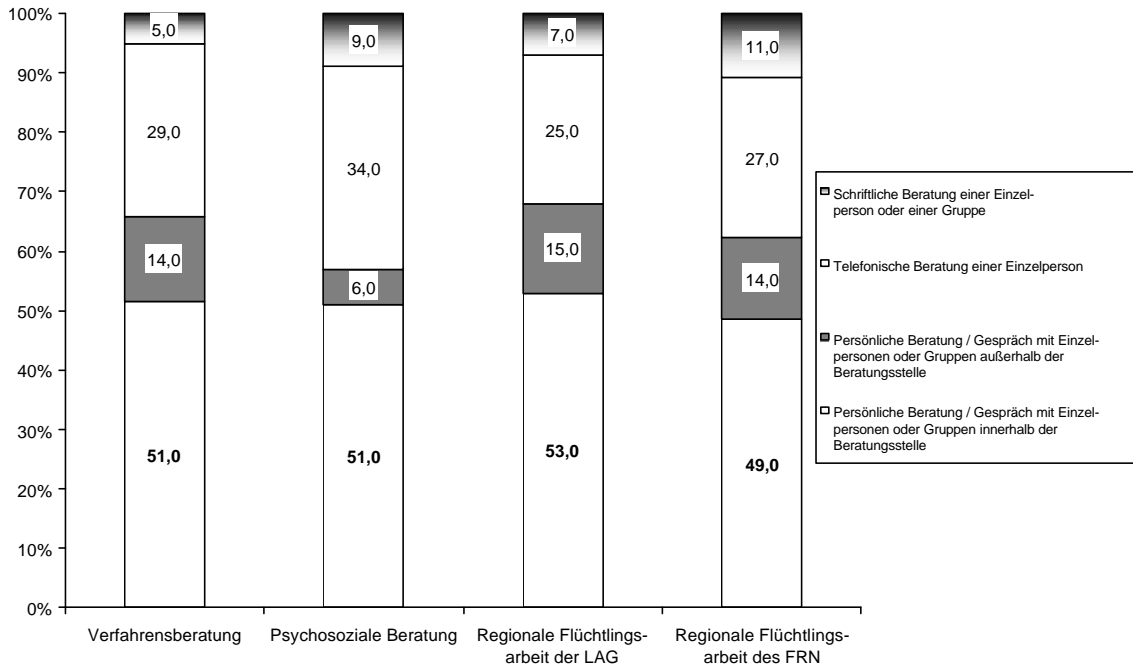 100%
90%
80%
70%
60%
50%
40%
30%
20%
10%
0%
5,0
29,0
14,0
51,0
9,0
34,0
6,0
51,0
7,0
25,0
15,0
53,0
11,0
27,0
14,0
49,0
Verfahrensberatung
Psychosoziale Beratung
Regionale Flüchtlings-
arbeit der LAG
Regionale Flüchtlings-
arbeit des FRN
Schriftliche Beratung einer Einzel-
person oder einer Gruppe
Telefonische Beratung einer Einzelperson
Persönliche Beratung / Gespräch mit Einzel-
personen oder Gruppen außerhalb der
Beratungsstelle
Persönliche Beratung / Gespräch mit Einzel-
personen oder Gruppen innerhalb der
Beratungsstelle